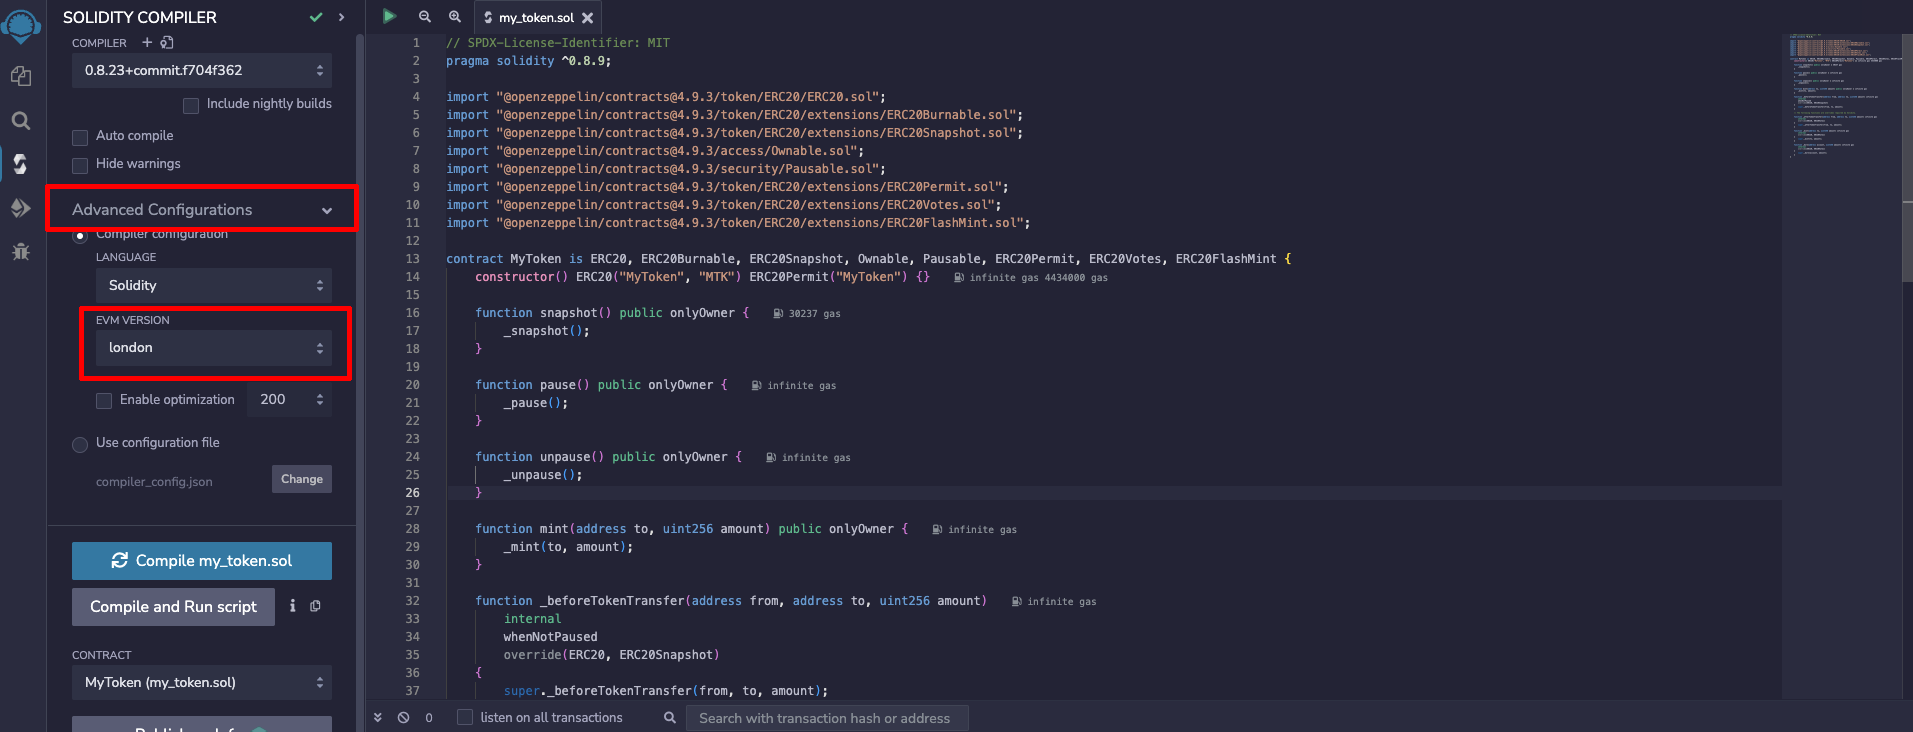 SOLIDITY COMPILER
COMPILER
0.8.23+commit.f704f362
Include nightly builds
Auto compile
Hide warnings
Advanced Configurations
Compiler configuration
LANGUAGE
Solidity
EVM VERSION
london
Enable optimization 200
Use configuration file
compiler_config.json Change
Compile my_token.sol
Compile and Run script
CONTRACT
MyToken (my_token.sol)
my_token.sol
1 // SPDX-License-Identifier: MIT
2 pragma solidity ^0.8.9;
3
4 import "@openzeppelin/contracts@4.9.3/token/ERC20/ERC20.sol";
5 import "@openzeppelin/contracts@4.9.3/token/ERC20/extensions/ERC20Burnable.sol";
6 import "@openzeppelin/contracts@4.9.3/token/ERC20/extensions/ERC20Snapshot.sol";
7 import "@openzeppelin/contracts@4.9.3/access/Ownable.sol";
8 import "@openzeppelin/contracts@4.9.3/security/Pausable.sol";
9 import "@openzeppelin/contracts@4.9.3/token/ERC20/extensions/ERC20Permit.sol";
10 import "@openzeppelin/contracts@4.9.3/token/ERC20/extensions/ERC20Votes.sol";
11 import "@openzeppelin/contracts@4.9.3/token/ERC20/extensions/ERC20FlashMint.sol";
12
13 contract MyToken is ERC20, ERC20Burnable, ERC20Snapshot, Ownable, Pausable, ERC20Permit, ERC20Votes, ERC20FlashMint {
14 constructor() ERC20("MyToken", "MTK") ERC20Permit("MyToken") {} infinite gas 4434000 gas
15
16 function snapshot() public onlyOwner { 30237 gas
17 _snapshot();
18 }
19
20 function pause() public onlyOwner { infinite gas
21 _pause();
22 }
23
24 function unpause() public onlyOwner { infinite gas
25 _unpause();
26 }
27
28 function mint(address to, uint256 amount) public onlyOwner { infinite gas
29 _mint(to, amount);
30 }
31
32 function _beforeTokenTransfer(address from, address to, uint256 amount) infinite gas
33 internal
34 whenNotPaused
35 override(ERC20, ERC20Snapshot)
36 {
37 super._beforeTokenTransfer(from, to, amount);
0 listen on all transactions Search with transaction hash or address